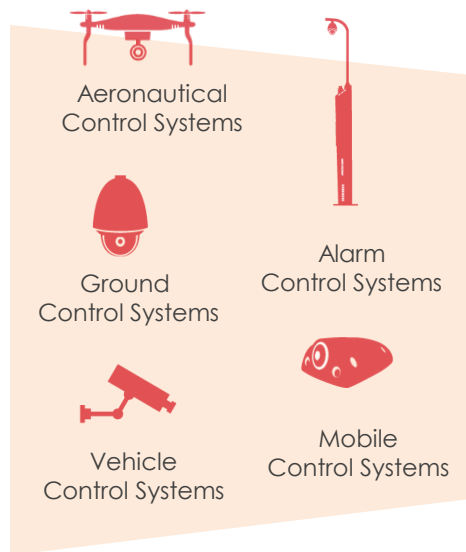 Aeronautical
Control Systems
Alarm
Control Systems
Ground
Control Systems
Mobile
Control Systems
Vehicle
Control Systems